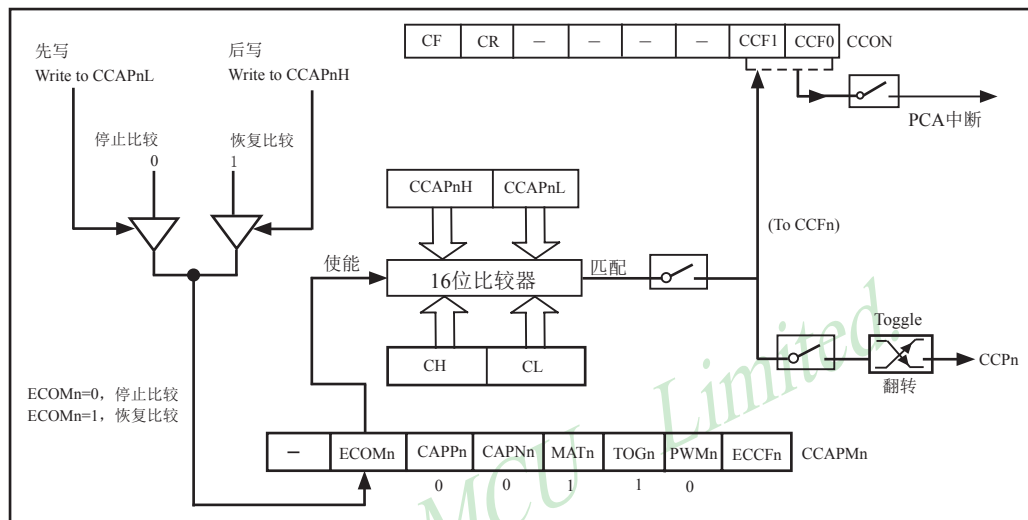 CF CR — — — — CCF1 CCF0 CCON
先写
Write to CCAPnL
后写
Write to CCAPnH
PCA中断
停止比较
0
恢复比较
1
CCAPnH CCAPnL
(To CCFn)
使能
16位比较器
匹配
CH CL
Toggle
CCPn
翻转
ECOMn=0，停止比较
ECOMn=1，恢复比较
— ECOMn CAPPn CAPNn MATn TOGn PWMn ECCFn CCAPMn
0 0 1 1 0
MCU Limited.